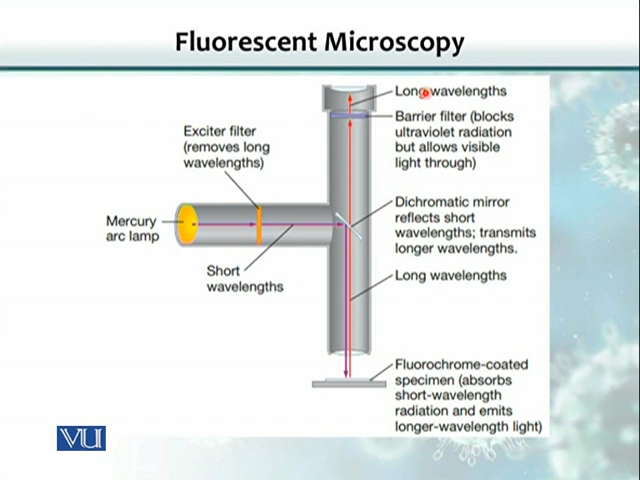 Fluorescent Microscopy
Long wavelengths
Barrier filter (blocks
ultraviolet radiation
but allows visible
light through)
Exciter filter
(removes long
wavelengths)
Mercury
arc lamp
Dichromatic mirror
reflects short
wavelengths; transmits
longer wavelengths.
Short
wavelengths
Long wavelengths
Fluorochrome-coated
specimen (absorbs
short-wavelength
radiation and emits
longer-wavelength light)
VU